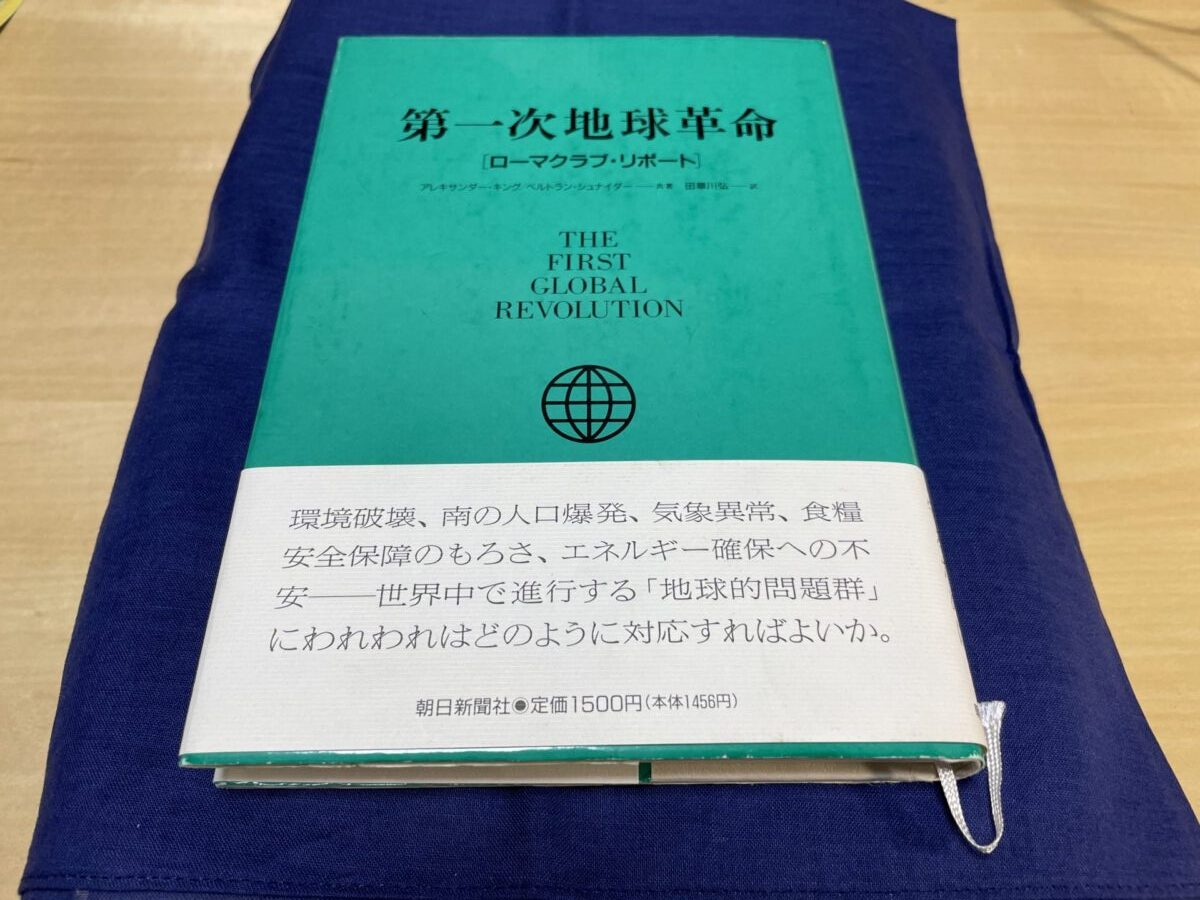 第一次地球革命
[ローマクラブ・リポート]
アレキサンダー・キング ベルトラン・シュナイダー——共著 田草川弘——訳
THE
FIRST
GLOBAL
REVOLUTION
環境破壊、南の人口爆発、気象異常、食糧
安全保障のもろさ、エネルギー確保への不
安——世界中で進行する「地球的問題群」
にわれわれはどのように対応すればよいか。
朝日新聞社◉定価1500円(本体1456円)